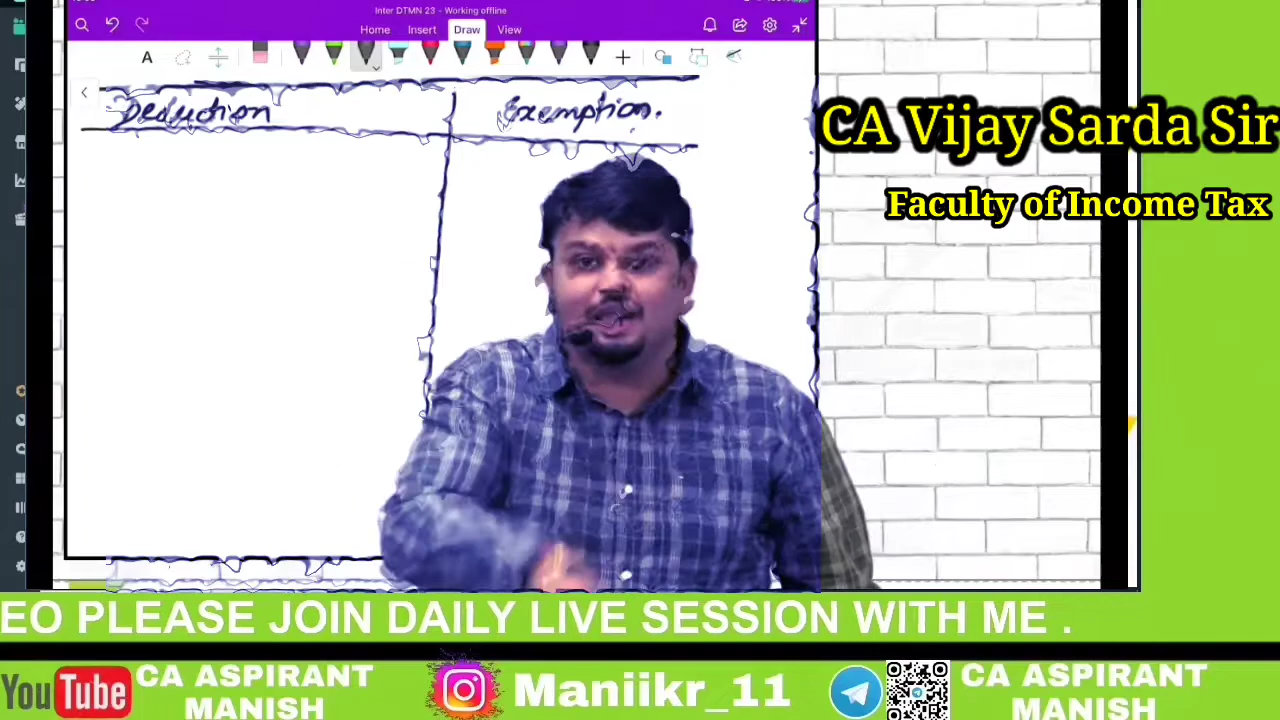 Inter DTMN 23 - Working offline
Home Insert Draw View
Deduction Exemption.
CA Vijay Sarda Sir
Faculty of Income Tax
EO PLEASE JOIN DAILY LIVE SESSION WITH ME .
YouTube CA ASPIRANT MANISH
Maniikr_11
CA ASPIRANT MANISH